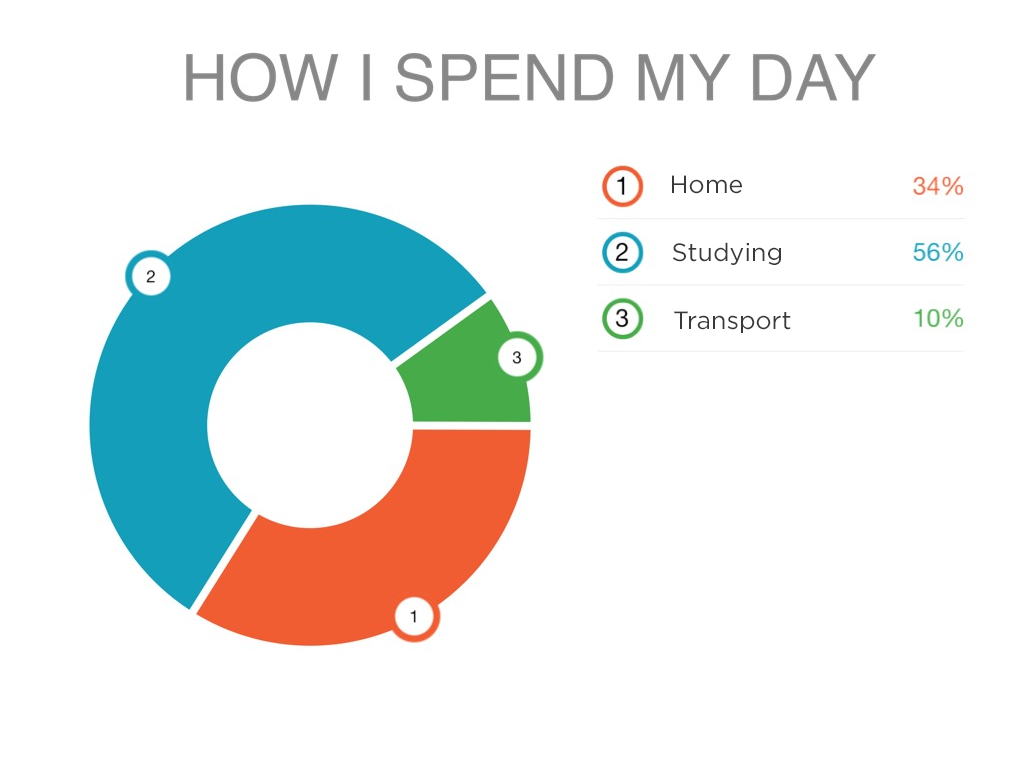 HOW I SPEND MY DAY
1 Home 34%
2 Studying 56%
3 Transport 10%
2
3
1